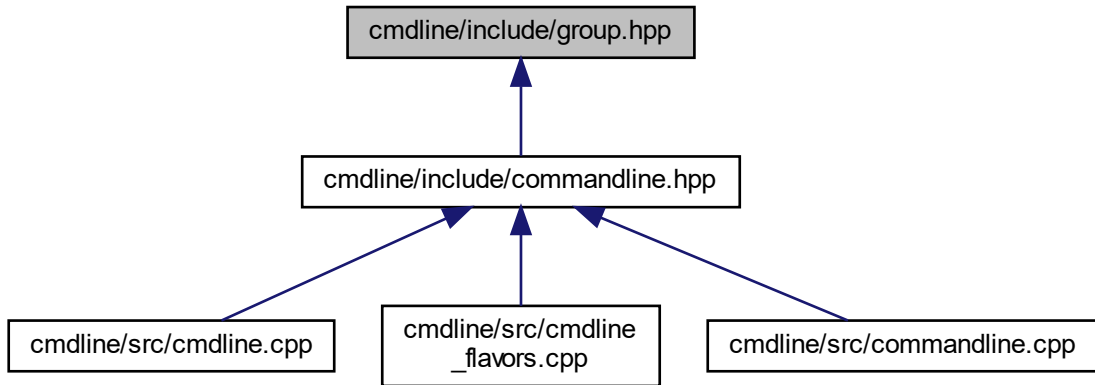 cmdline/include/group.hpp
cmdline/include/commandline.hpp
cmdline/src/cmdline.cpp
cmdline/src/cmdline
_flavors.cpp
cmdline/src/commandline.cpp